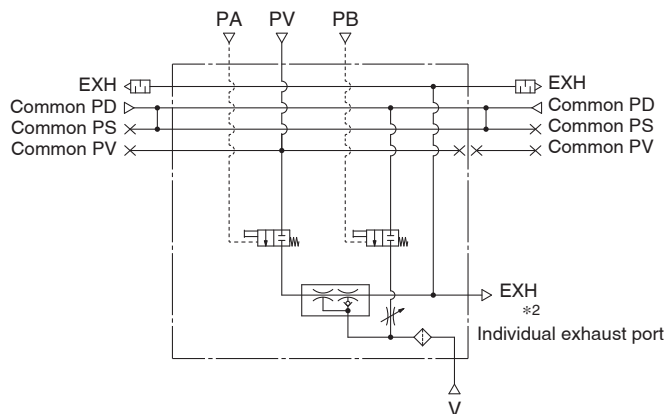 PA PV PB
EXH EXH
Common PD Common PD
Common PS Common PS
Common PV Common PV
EXH
*2
Individual exhaust port
V